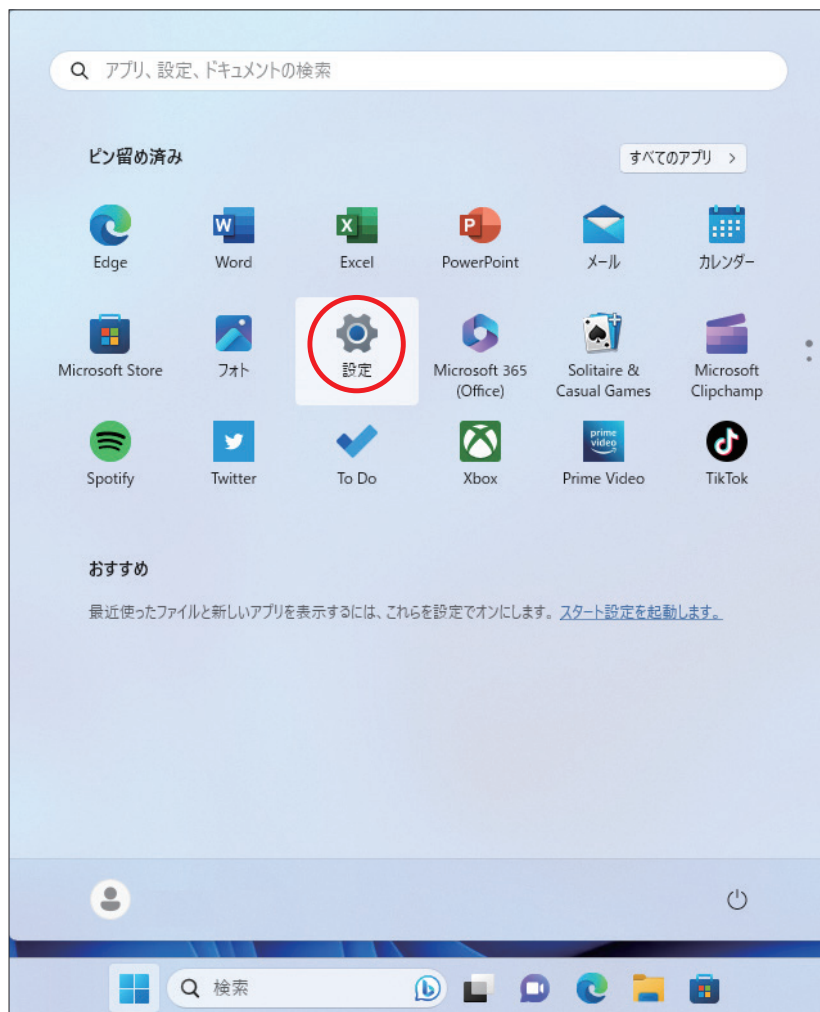 アプリ、設定、ドキュメントの検索
ピン留め済み
すべてのアプリ >
Edge
Word
Excel
PowerPoint
メール
カレンダー
Microsoft Store
フォト
設定
Microsoft 365
(Office)
Solitaire &
Casual Games
Microsoft
Clipchamp
Spotify
Twitter
To Do
Xbox
prime
video
Prime Video
TikTok
おすすめ
最近使ったファイルと新しいアプリを表示するには、これらを設定でオンにします。 スタート設定を起動します。
検索